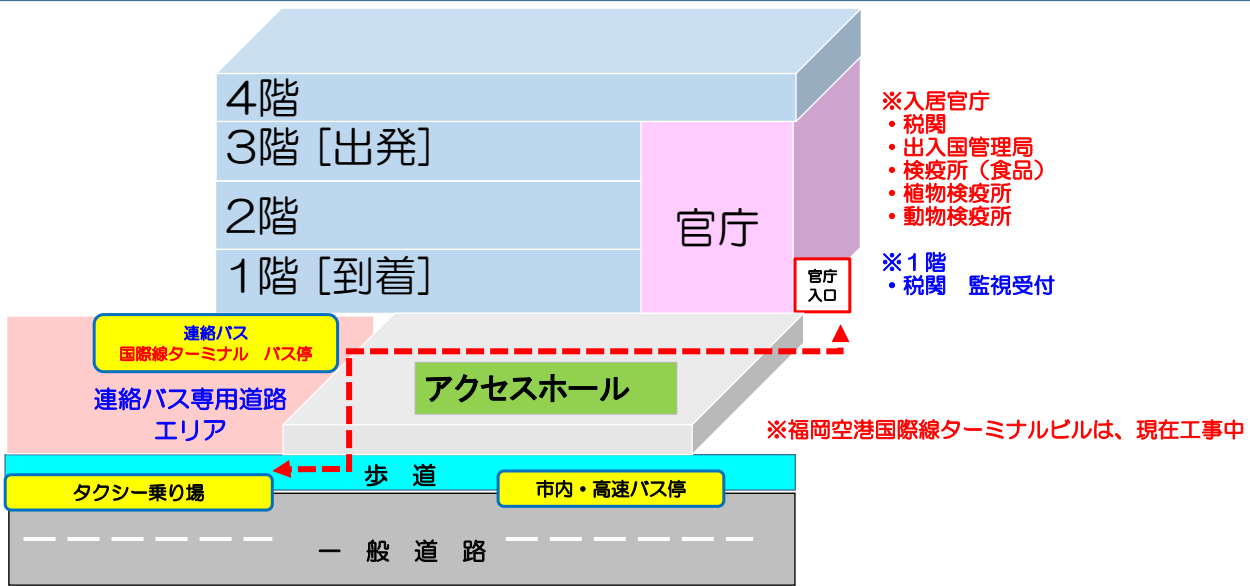 4階
3階［出発］
2階
1階［到着］
官庁
官庁
入口
※入居官庁
・税関
・出入国管理局
・検疫所（食品）
・植物検疫所
・動物検疫所
※１階
・税関　監視受付
連絡バス
国際線ターミナル　バス停
連絡バス専用道路
エリア
アクセスホール
※福岡空港国際線ターミナルビルは、現在工事中
歩　道
タクシー乗り場
市内・高速バス停
一　般　道　路